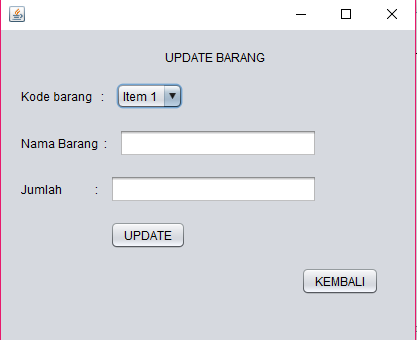 UPDATE BARANG
Kode barang : Item 1
Nama Barang :
Jumlah :
UPDATE
KEMBALI